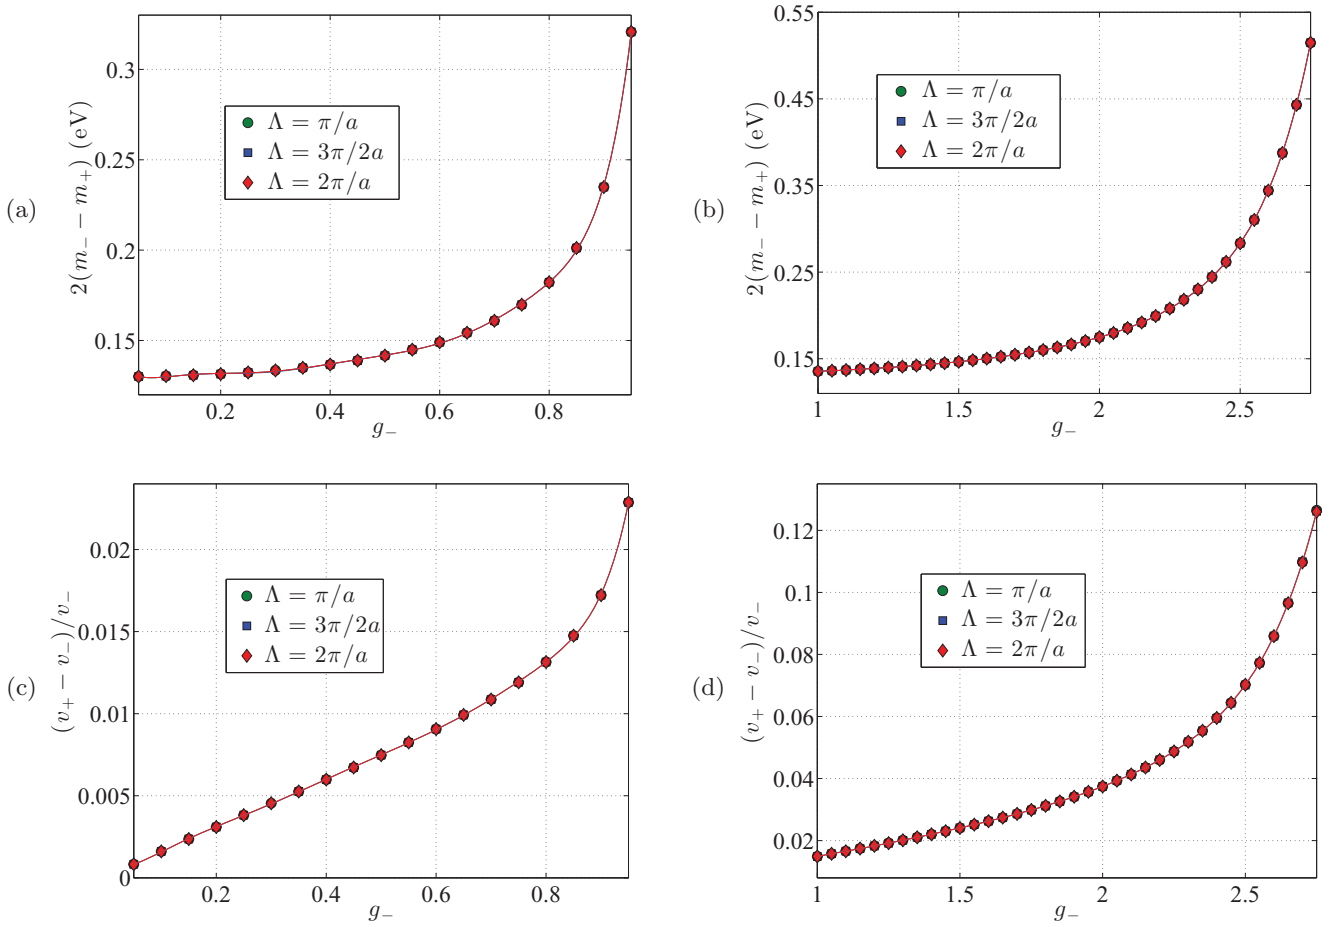 (a)
2(m₋ − m₊) (eV)
0.3
0.25
0.2
0.15
Λ = π/a
Λ = 3π/2a
Λ = 2π/a
0.2 0.4 0.6 0.8
g₋
(b)
2(m₋ − m₊) (eV)
0.55
0.45
0.35
0.25
0.15
Λ = π/a
Λ = 3π/2a
Λ = 2π/a
1 1.5 2 2.5
g₋
(c)
(v₊ − v₋)/v₋
0.02
0.015
0.01
0.005
0
Λ = π/a
Λ = 3π/2a
Λ = 2π/a
0.2 0.4 0.6 0.8
g₋
(d)
(v₊ − v₋)/v₋
0.12
0.1
0.08
0.06
0.04
0.02
Λ = π/a
Λ = 3π/2a
Λ = 2π/a
1 1.5 2 2.5
g₋